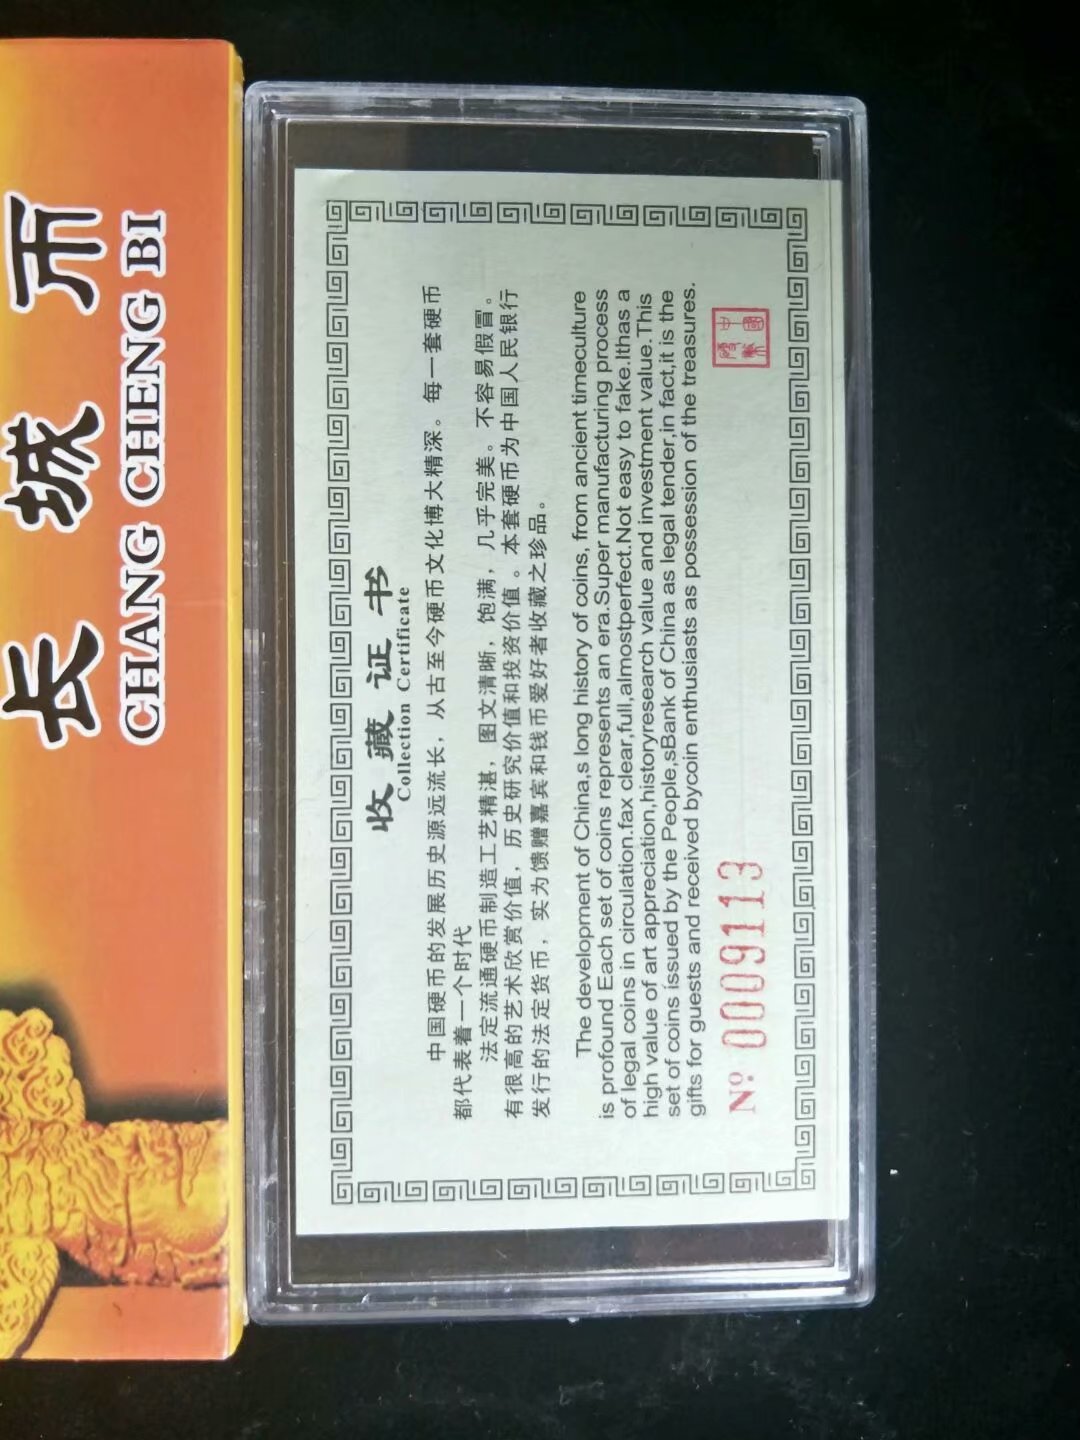 长城币
CHANG CHENG BI
收藏证书
Collection Certificate
中国硬币的发展历史源远流长，从古至今硬币文化博大精深。每一套硬币
都代表着一个时代
法定流通硬币制造工艺精湛，图文清晰，饱满，几乎完美。不容易假冒。
有很高的艺术欣赏价值，历史研究价值和投资价值。本套硬币为中国人民银行
发行的法定货币，实为馈赠嘉宾和钱币爱好者收藏之珍品。
The development of China,s long history of coins, from ancient timeculture
is profound Each set of coins represents an era.Super manufacturing process
of legal coins in circulation.fax clear,full,almostperfect.Not easy to fake.Ithas a
high value of art appreciation,historyresearch value and investment value.This
set of coins issued by the People,sBank of China as legal tender.in fact,it is the
gifts for guests and received bycoin enthusiasts as possession of the treasures.
Nº 0009113